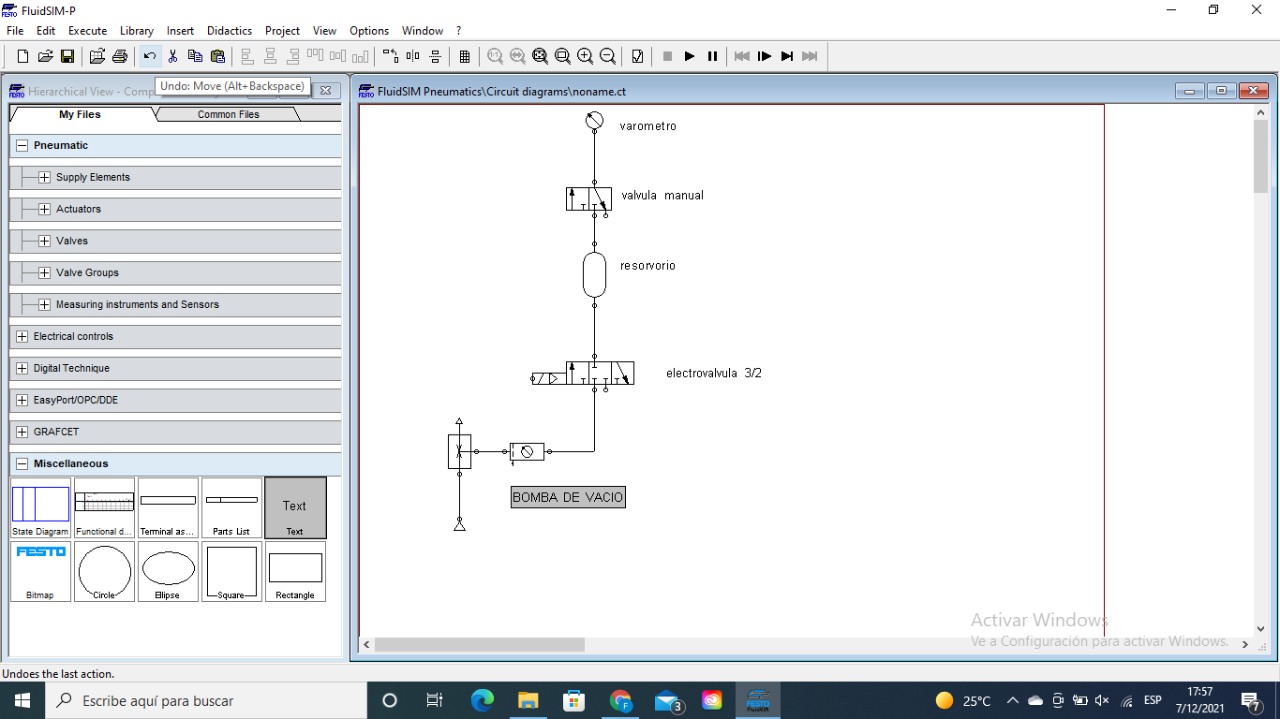 FluidSIM-P
File Edit Execute Library Insert Didactics Project View Options Window ?
Undo: Move (Alt+Backspace)
Hierarchical View - Comp
FluidSIM Pneumatics\Circuit diagrams\noname.ct
My Files
Common Files
Pneumatic
Supply Elements
Actuators
Valves
Valve Groups
Measuring instruments and Sensors
Electrical controls
Digital Technique
EasyPort/OPC/DDE
GRAFCET
Miscellaneous
Text
State Diagram Functional d... Terminal as... Parts List Text
FESTO
Bitmap Circle Ellipse Square Rectangle
varometro
valvula manual
resorvorio
electrovalvula 3/2
BOMBA DE VACIO
Activar Windows
Ve a Configuración para activar Windows.
Undoes the last action.
Escribe aquí para buscar
3
FESTO
25°C
ESP
17:57
7/12/2021
7